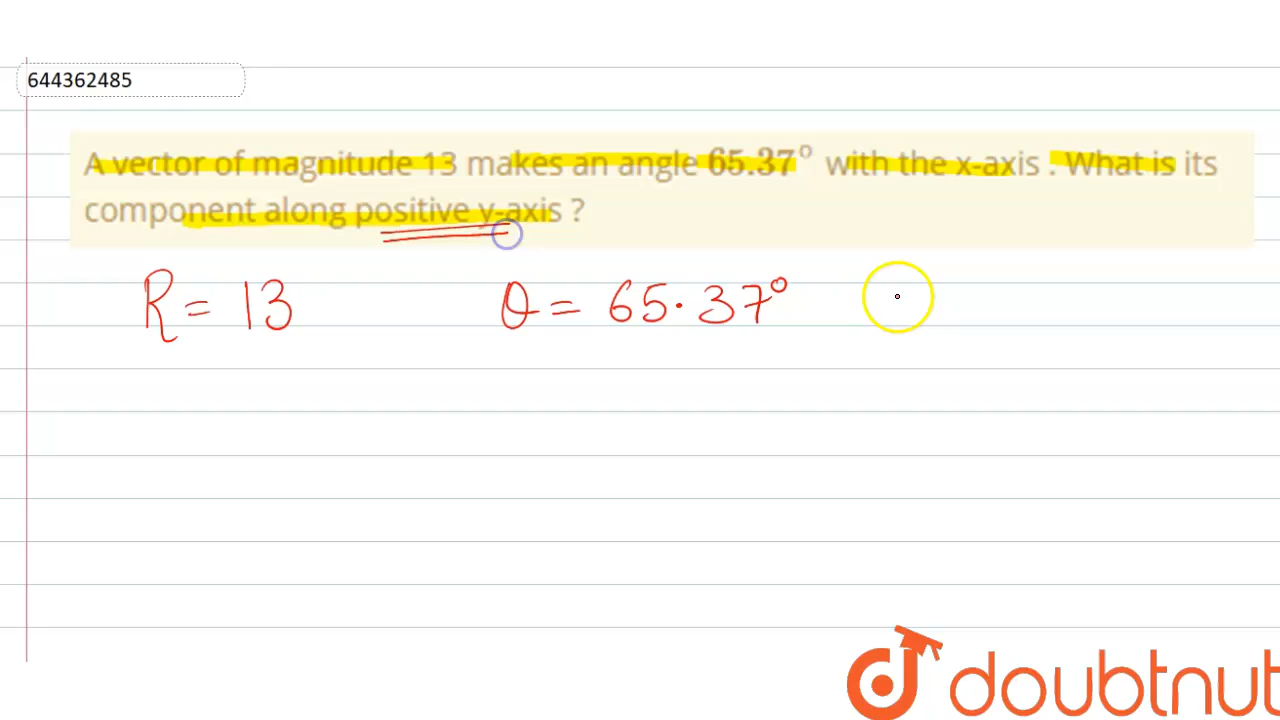 644362485
A vector of magnitude 13 makes an angle 65.37° with the x-axis . What is its
component along positive y-axis ?
R = 13 θ = 65.37°
doubtnut